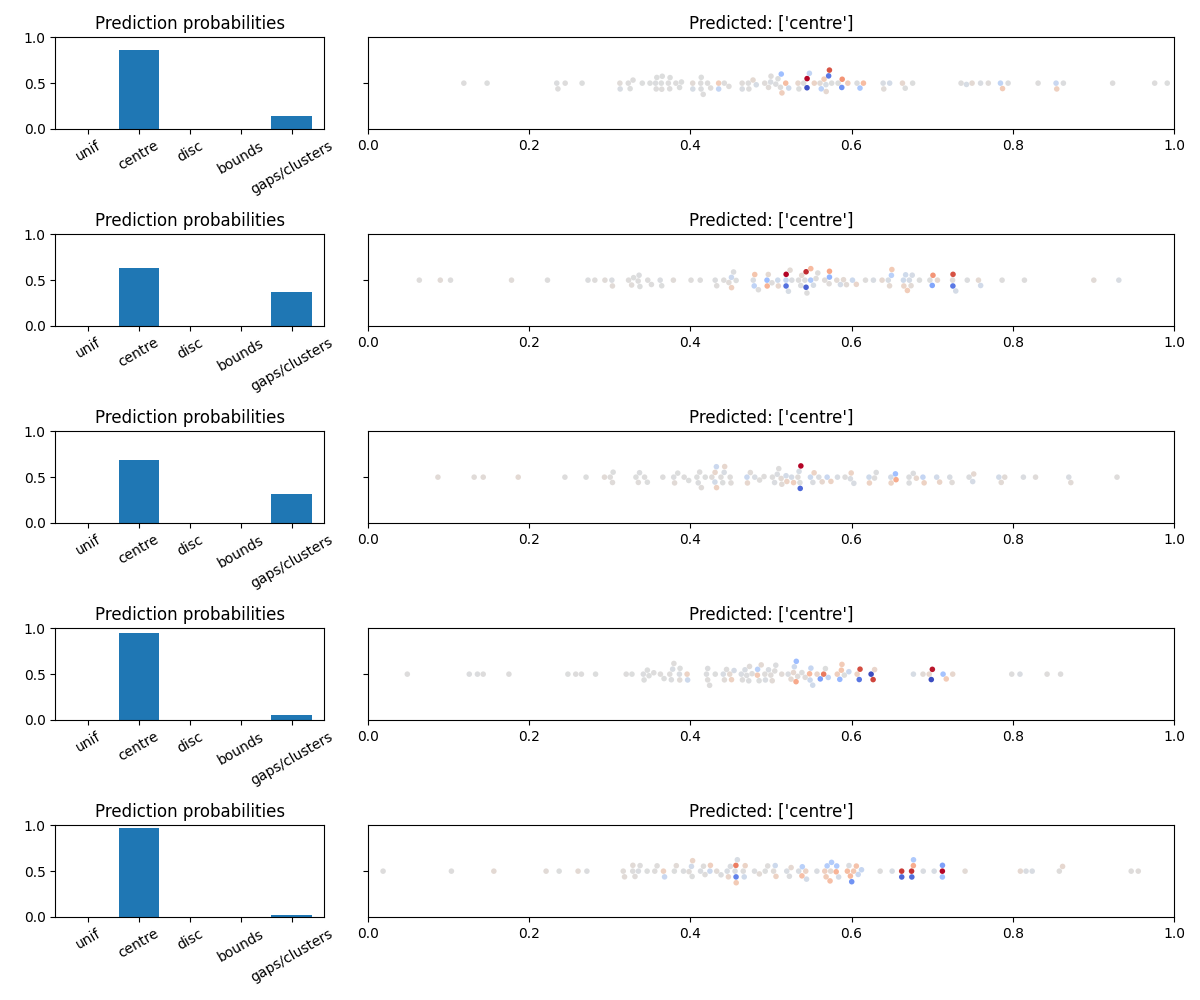 Prediction probabilities
Predicted: ['centre']
1.0
0.5
0.0
unif
centre
disc
bounds
gaps/clusters
0.0 0.2 0.4 0.6 0.8 1.0
Prediction probabilities
Predicted: ['centre']
1.0
0.5
0.0
unif
centre
disc
bounds
gaps/clusters
0.0 0.2 0.4 0.6 0.8 1.0
Prediction probabilities
Predicted: ['centre']
1.0
0.5
0.0
unif
centre
disc
bounds
gaps/clusters
0.0 0.2 0.4 0.6 0.8 1.0
Prediction probabilities
Predicted: ['centre']
1.0
0.5
0.0
unif
centre
disc
bounds
gaps/clusters
0.0 0.2 0.4 0.6 0.8 1.0
Prediction probabilities
Predicted: ['centre']
1.0
0.5
0.0
unif
centre
disc
bounds
gaps/clusters
0.0 0.2 0.4 0.6 0.8 1.0